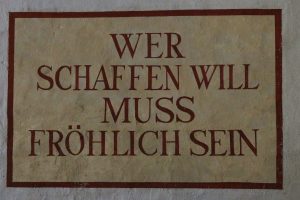 WER
SCHAFFEN WILL
MUSS
FRÖHLICH SEIN